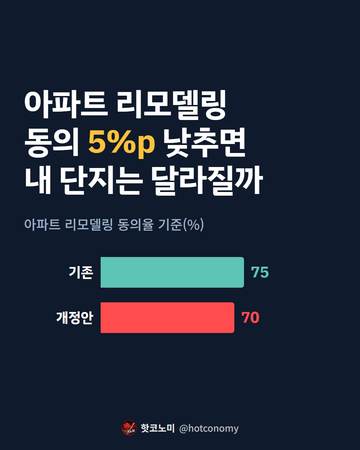 아파트 리모델링
동의 5%p 낮추면
내 단지는 달라질까
아파트 리모델링 동의율 기준(%)
기존 75
개정안 70
핫코노미 @hotconomy